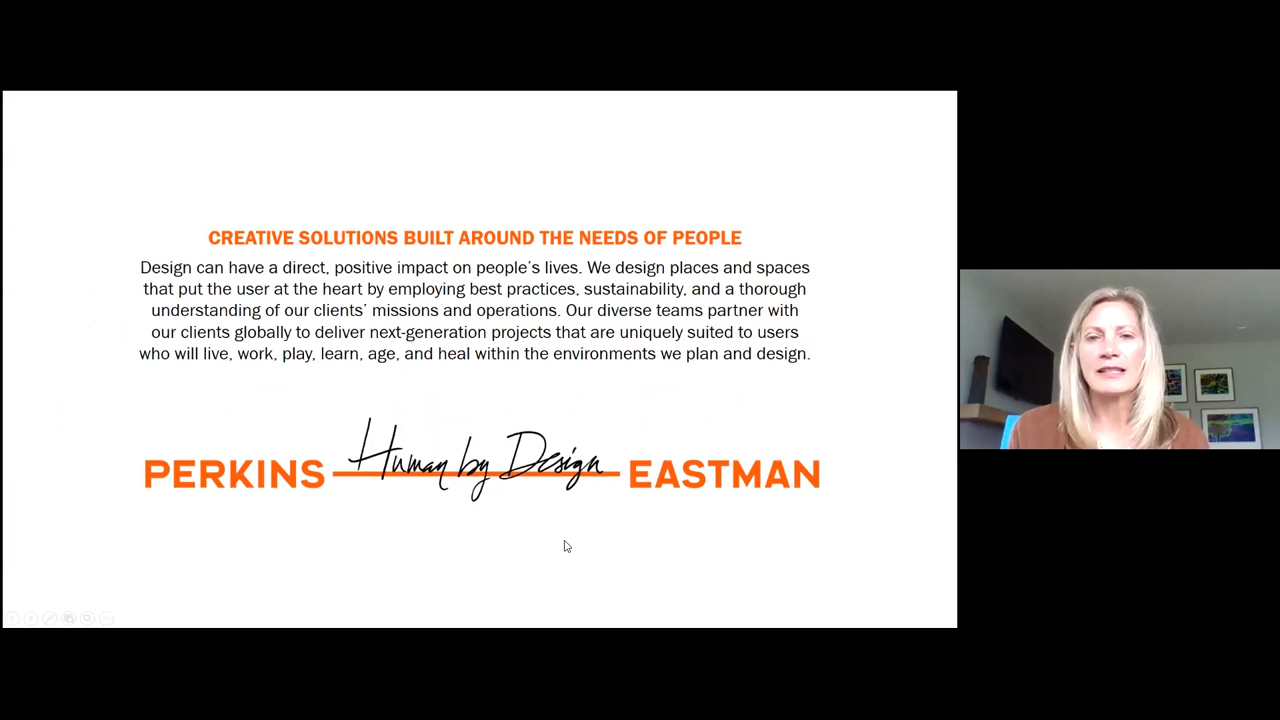 CREATIVE SOLUTIONS BUILT AROUND THE NEEDS OF PEOPLE
Design can have a direct, positive impact on people's lives. We design places and spaces
that put the user at the heart by employing best practices, sustainability, and a thorough
understanding of our clients' missions and operations. Our diverse teams partner with
our clients globally to deliver next-generation projects that are uniquely suited to users
who will live, work, play, learn, age, and heal within the environments we plan and design.
PERKINS Human by Design EASTMAN